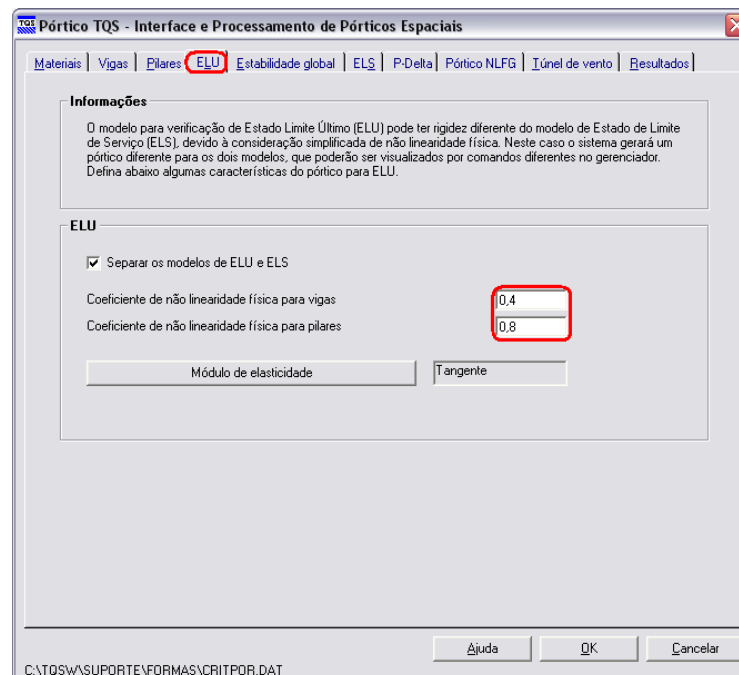 Pórtico TQS - Interface e Processamento de Pórticos Espaciais
Materiais Vigas Pilares ELU Estabilidade global ELS P-Delta Pórtico NLFG Túnel de vento Resultados
Informações
O modelo para verificação de Estado Limite Último (ELU) pode ter rigidez diferente do modelo de Estado de Limite
de Serviço (ELS), devido à consideração simplificada de não linearidade física. Neste caso o sistema gerará um
pórtico diferente para os dois modelos, que poderão ser visualizados por comandos diferentes no gerenciador.
Defina abaixo algumas características do pórtico para ELU.
ELU
Separar os modelos de ELU e ELS
Coeficiente de não linearidade física para vigas 0,4
Coeficiente de não linearidade física para pilares 0,8
Módulo de elasticidade Tangente
Ajuda OK Cancelar
C:\TQSW\SUPORTE\FORMAS\CRITPOR.DAT